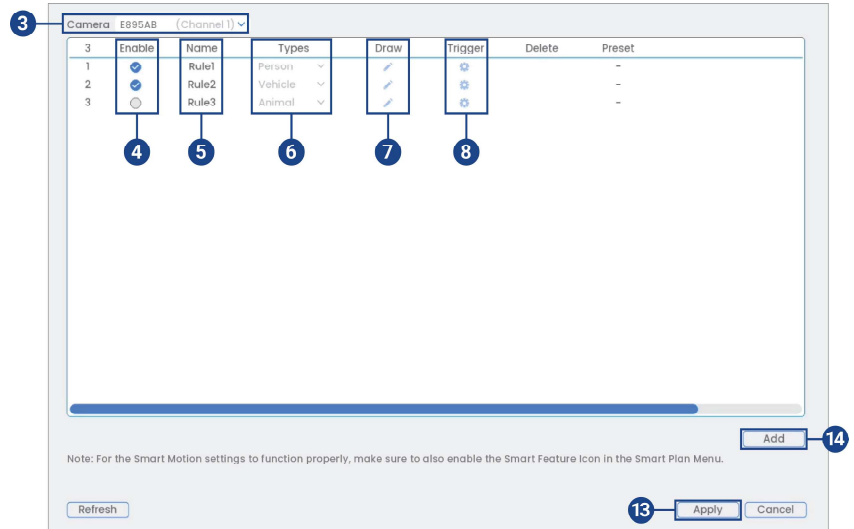 3 Camera E895AB (Channel 1)
3 Enable Name Types Draw Trigger Delete Preset
1 Rule1 Person -
2 Rule2 Vehicle -
3 Rule3 Animal -
4 5 6 7 8
Add 14
Note: For the Smart Motion settings to function properly, make sure to also enable the Smart Feature Icon in the Smart Plan Menu.
Refresh 13 Apply Cancel